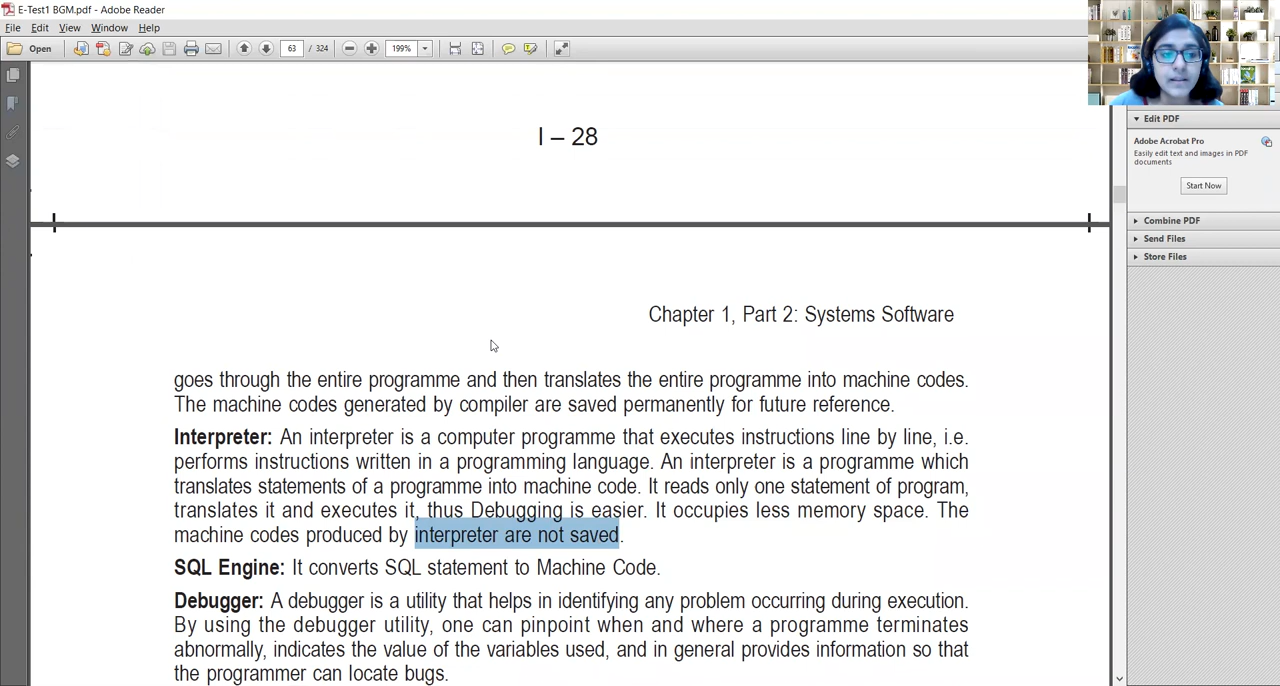 E-Test1 BGM.pdf - Adobe Reader
File Edit View Window Help
Open 63 / 324 199%
Edit PDF
Adobe Acrobat Pro
Easily edit text and images in PDF
documents
Start Now
Combine PDF
Send Files
Store Files
I – 28
Chapter 1, Part 2: Systems Software
goes through the entire programme and then translates the entire programme into machine codes.
The machine codes generated by compiler are saved permanently for future reference.
Interpreter: An interpreter is a computer programme that executes instructions line by line, i.e.
performs instructions written in a programming language. An interpreter is a programme which
translates statements of a programme into machine code. It reads only one statement of program,
translates it and executes it, thus Debugging is easier. It occupies less memory space. The
machine codes produced by interpreter are not saved.
SQL Engine: It converts SQL statement to Machine Code.
Debugger: A debugger is a utility that helps in identifying any problem occurring during execution.
By using the debugger utility, one can pinpoint when and where a programme terminates
abnormally, indicates the value of the variables used, and in general provides information so that
the programmer can locate bugs.